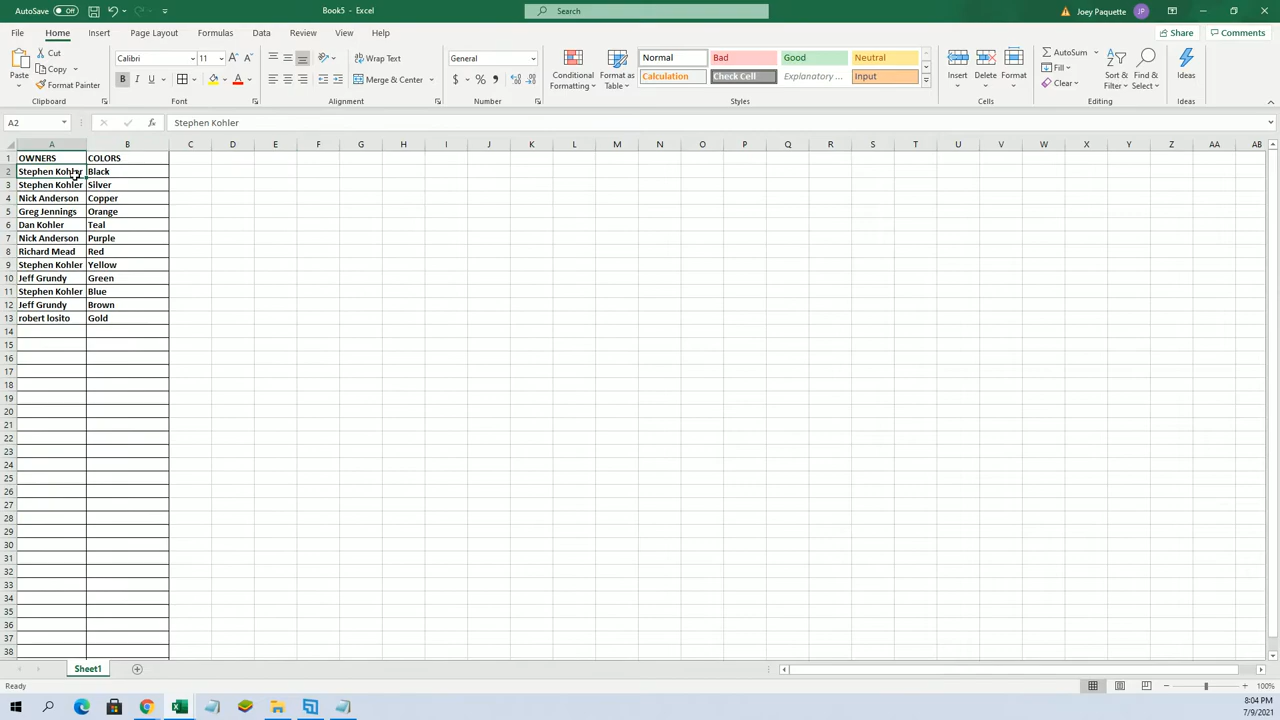 AutoSave Off Book5 - Excel Search Joey Paquette JP
File Home Insert Page Layout Formulas Data Review View Help Share Comments
Paste Cut Copy Format Painter Clipboard
Calibri 11 A A B I U A Font
ab Wrap Text Merge & Center Alignment
General $ % , Number
Conditional Formatting Format as Table
Normal Bad Good Neutral
Calculation Check Cell Explanatory ... Input
Styles
Insert Delete Format Cells
AutoSum Fill Clear Sort & Filter Find & Select Editing
Ideas Ideas
A2 fx Stephen Kohler
A B C D E F G H I J K L M N O P Q R S T U V W X Y Z AA AB
1 OWNERS COLORS
2 Stephen Kohler Black
3 Stephen Kohler Silver
4 Nick Anderson Copper
5 Greg Jennings Orange
6 Dan Kohler Teal
7 Nick Anderson Purple
8 Richard Mead Red
9 Stephen Kohler Yellow
10 Jeff Grundy Green
11 Stephen Kohler Blue
12 Jeff Grundy Brown
13 robert losito Gold
14
15
16
17
18
19
20
21
22
23
24
25
26
27
28
29
30
31
32
33
34
35
36
37
38
Sheet1
Ready 100%
8:04 PM
7/9/2021